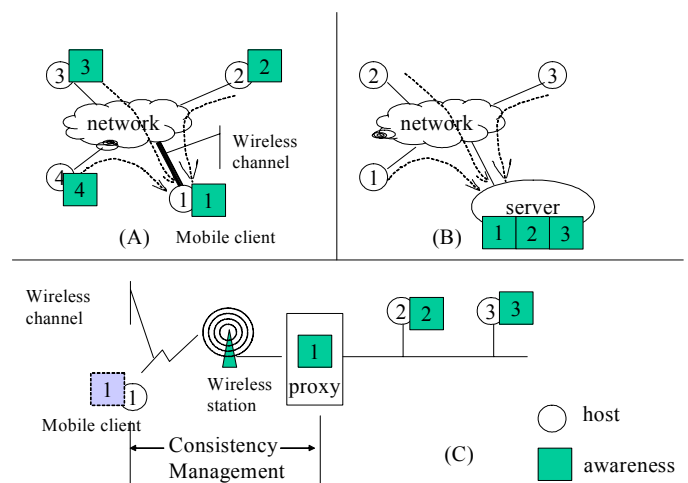 3 3
2 2
network
Wireless
channel
4
4
1 1
(A)
Mobile client
2
3
network
1
server
1 2 3
(B)
Wireless
channel
2 2
3 3
1
proxy
1 1
Wireless
station
Mobile client
Consistency
Management
(C)
host
awareness